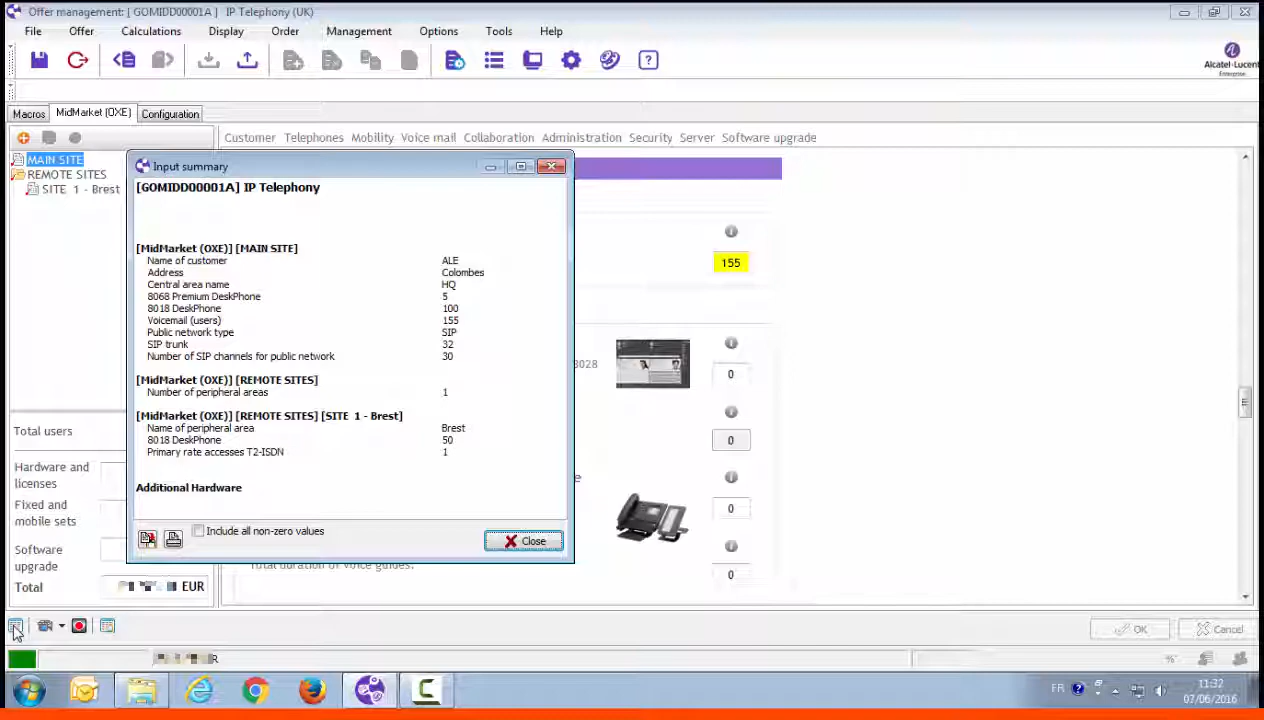 Offer management: [ GOMIDD00001A ] IP Telephony (UK)
File Offer Calculations Display Order Management Options Tools Help
Alcatel·Lucent
Enterprise
Macros MidMarket (OXE) Configuration
Customer Telephones Mobility Voice mail Collaboration Administration Security Server Software upgrade
MAIN SITE
REMOTE SITES
SITE 1 - Brest
Input summary
[GOMIDD00001A] IP Telephony
[MidMarket (OXE)] [MAIN SITE]
Name of customer ALE
Address Colombes
Central area name HQ
8068 Premium DeskPhone 5
8018 DeskPhone 100
Voicemail (users) 155
Public network type SIP
SIP trunk 32
Number of SIP channels for public network 30
[MidMarket (OXE)] [REMOTE SITES]
Number of peripheral areas 1
[MidMarket (OXE)] [REMOTE SITES] [SITE 1 - Brest]
Name of peripheral area Brest
8018 DeskPhone 50
Primary rate accesses T2-ISDN 1
Additional Hardware
Include all non-zero values
Close
155
8028
0
0
e
0
Total duration of voice guides.
0
Total users
Hardware and
licenses
Fixed and
mobile sets
Software
upgrade
Total EUR
OK Cancel
R
%
FR
11:32
07/06/2016